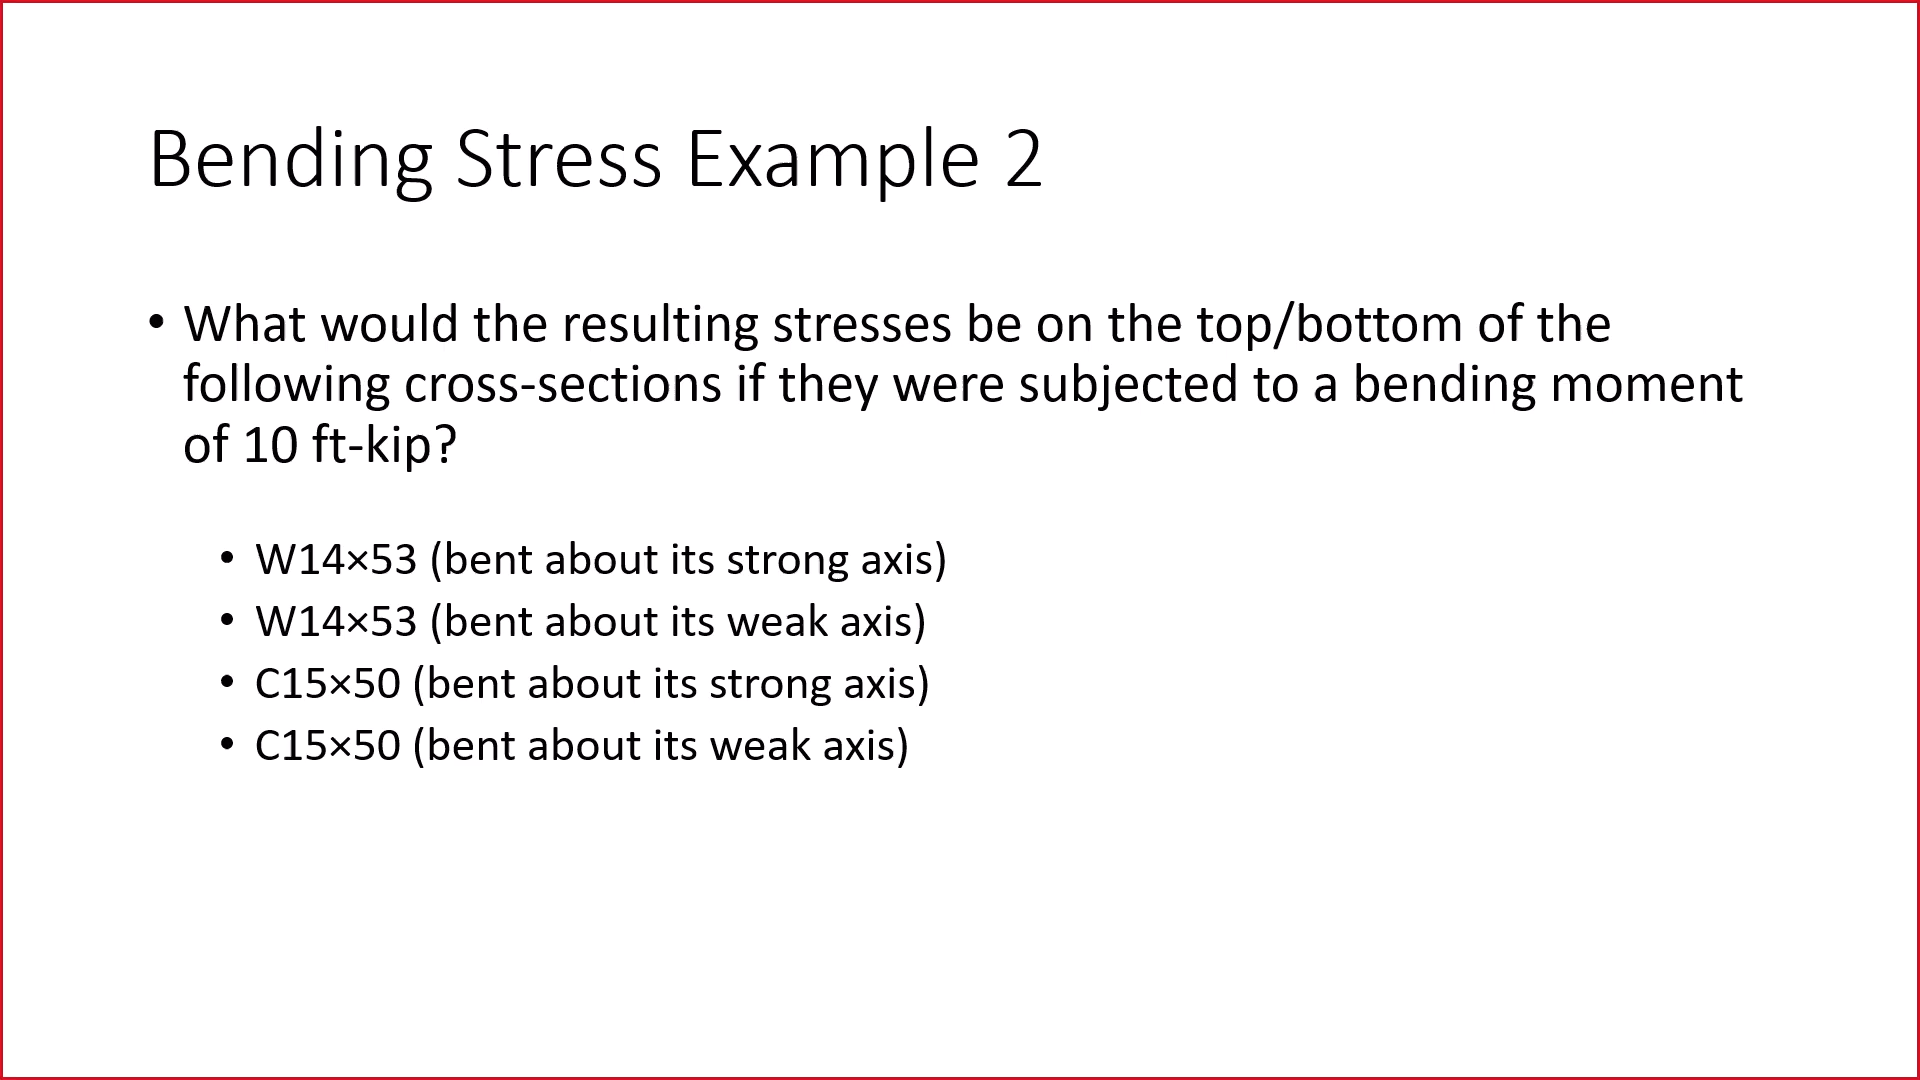 Bending Stress Example 2
• What would the resulting stresses be on the top/bottom of the
following cross-sections if they were subjected to a bending moment
of 10 ft-kip?
• W14×53 (bent about its strong axis)
• W14×53 (bent about its weak axis)
• C15×50 (bent about its strong axis)
• C15×50 (bent about its weak axis)